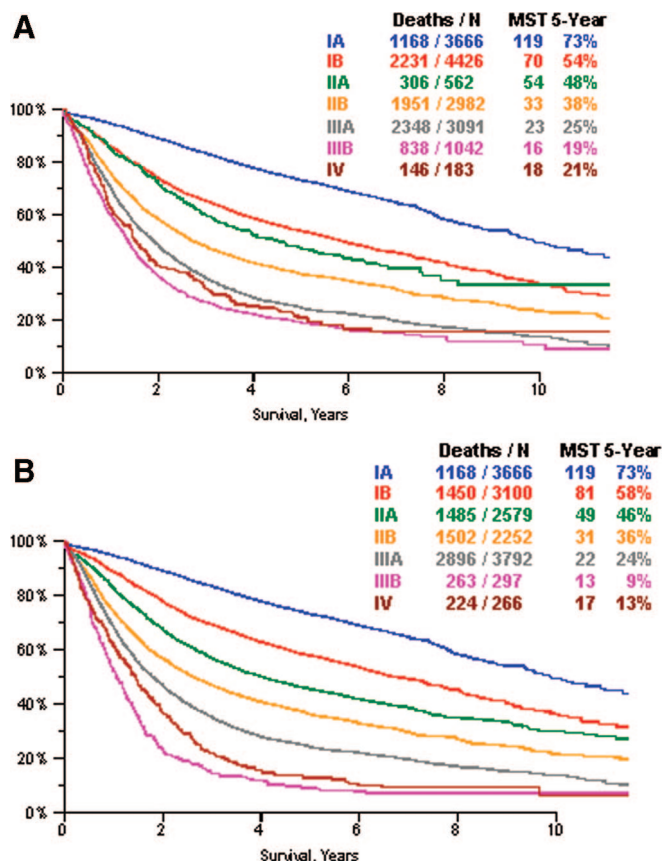 A
Deaths / N MST 5-Year
IA 1168 / 3666 119 73%
IB 2231 / 4426 70 54%
IIA 306 / 562 54 48%
IIB 1951 / 2982 33 38%
IIIA 2348 / 3091 23 25%
IIIB 838 / 1042 16 19%
IV 146 / 183 18 21%
100%
80%
60%
40%
20%
0%
0 2 4 6 8 10
Survival, Years
B
Deaths / N MST 5-Year
IA 1168 / 3666 119 73%
IB 1450 / 3100 81 58%
IIA 1485 / 2579 49 46%
IIB 1502 / 2252 31 36%
IIIA 2896 / 3792 22 24%
IIIB 263 / 297 13 9%
IV 224 / 266 17 13%
100%
80%
60%
40%
20%
0%
0 2 4 6 8 10
Survival, Years